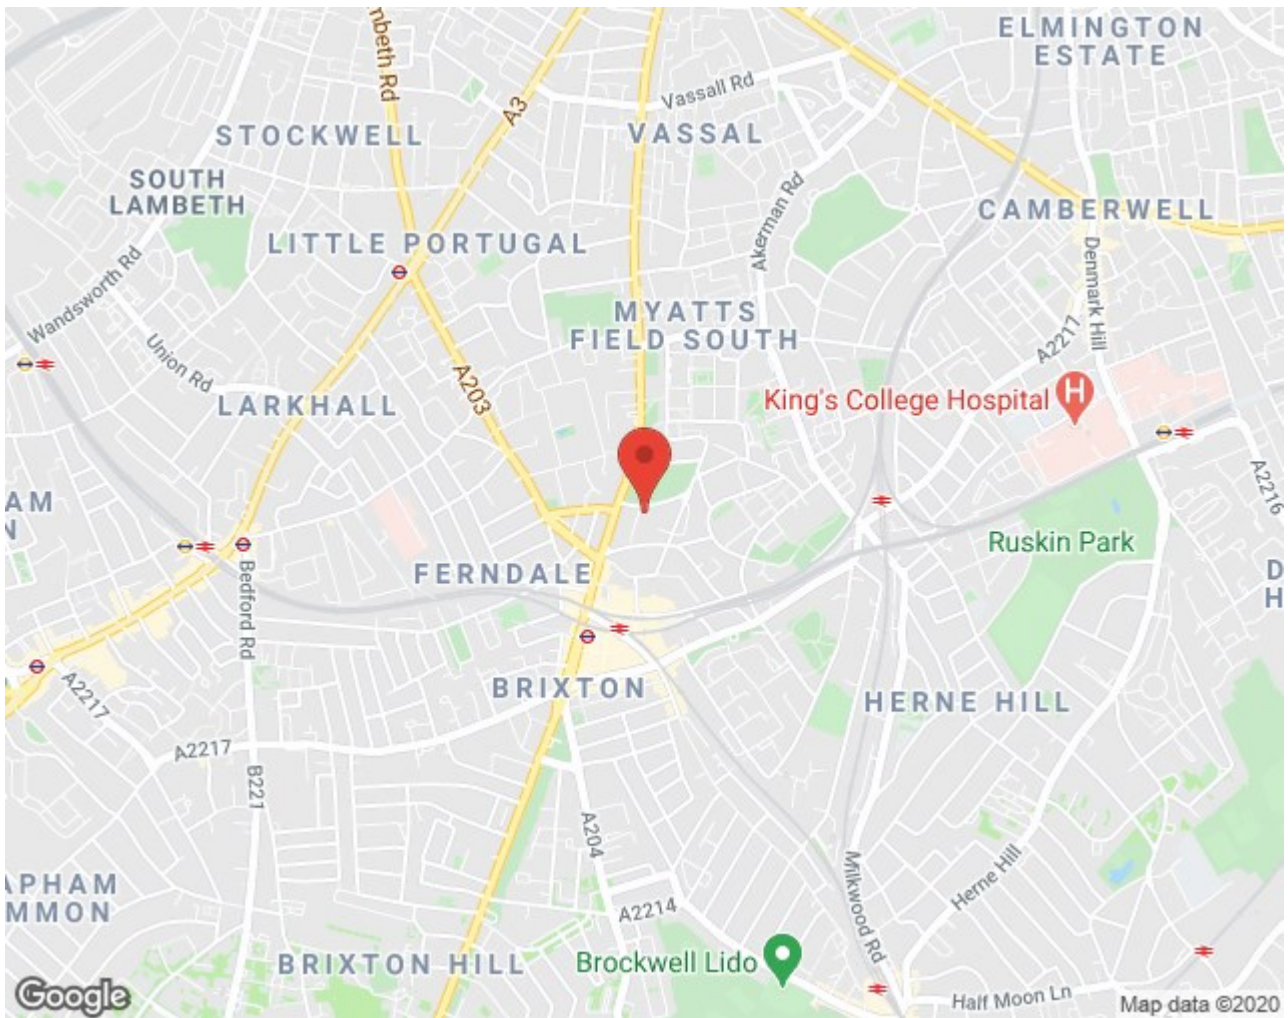 ELMINGTON
ESTATE
mbeth Rd
A3
Vassall Rd
STOCKWELL
VASSAL
SOUTH
LAMBETH
Akerman Rd
CAMBERWELL
LITTLE PORTUGAL
Denmark Hill
Wandsworth Rd
MYATTS
FIELD SOUTH
Union Rd
A2217
A203
King's College Hospital
H
LARKHALL
A2216
AM
N
Ruskin Park
FERNDALE
D
H
Bedford Rd
A2217
BRIXTON
HERNE HILL
A2217
B221
A204
Milkwood Rd
Herne Hill
APHAM
MMON
A2214
BRIXTON HILL
Brockwell Lido
Google
Half Moon Ln
Map data ©2020